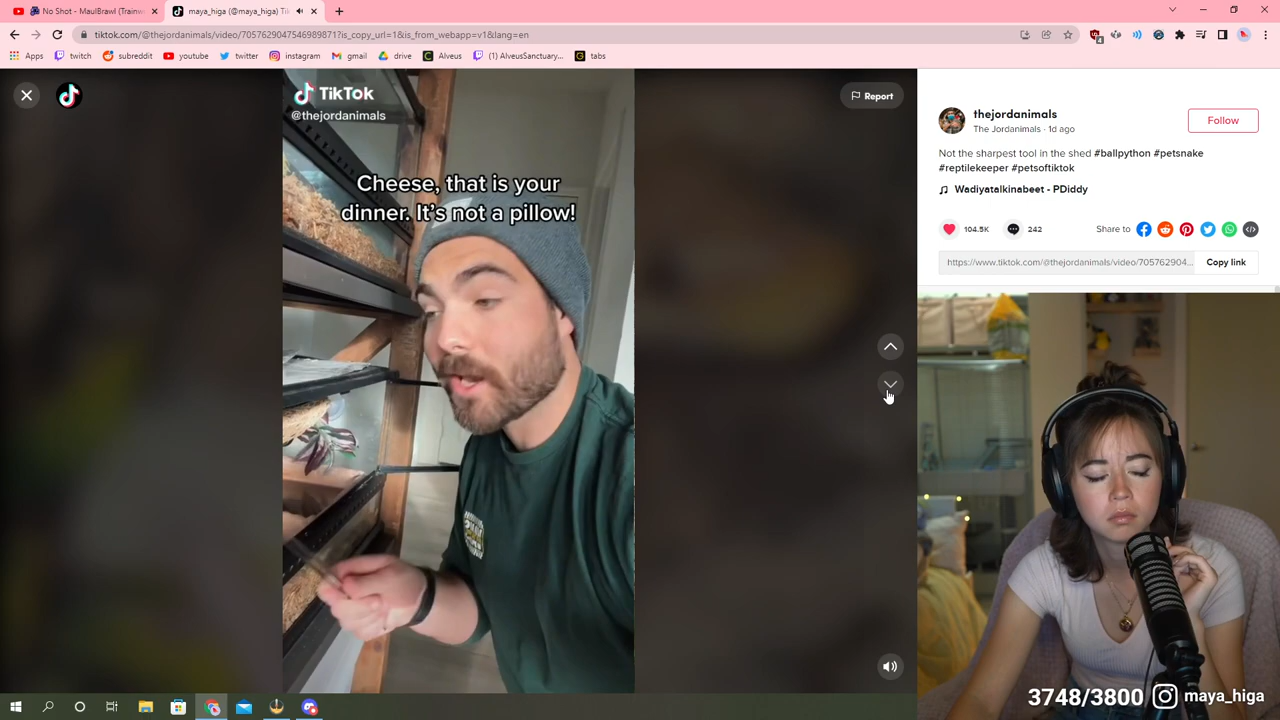 No Shot - MaulBrawl (Trainw
maya_higa (@maya_higa) Ti
tiktok.com/@thejordanimals/video/7057629047546989871?is_copy_url=1&is_from_webapp=v1&lang=en
Apps twitch subreddit youtube twitter instagram gmail drive Alveus (1) AlveusSanctuary... tabs
TikTok
@thejordanimals
Report
Cheese, that is your
dinner. It's not a pillow!
thejordanimals
The Jordanimals · 1d ago
Follow
Not the sharpest tool in the shed #ballpython #petsnake
#reptilekeeper #petsoftiktok
Wadiyatalkinabeet - PDiddy
104.5K 242 Share to
https://www.tiktok.com/@thejordanimals/video/705762904... Copy link
3748/3800 maya_higa